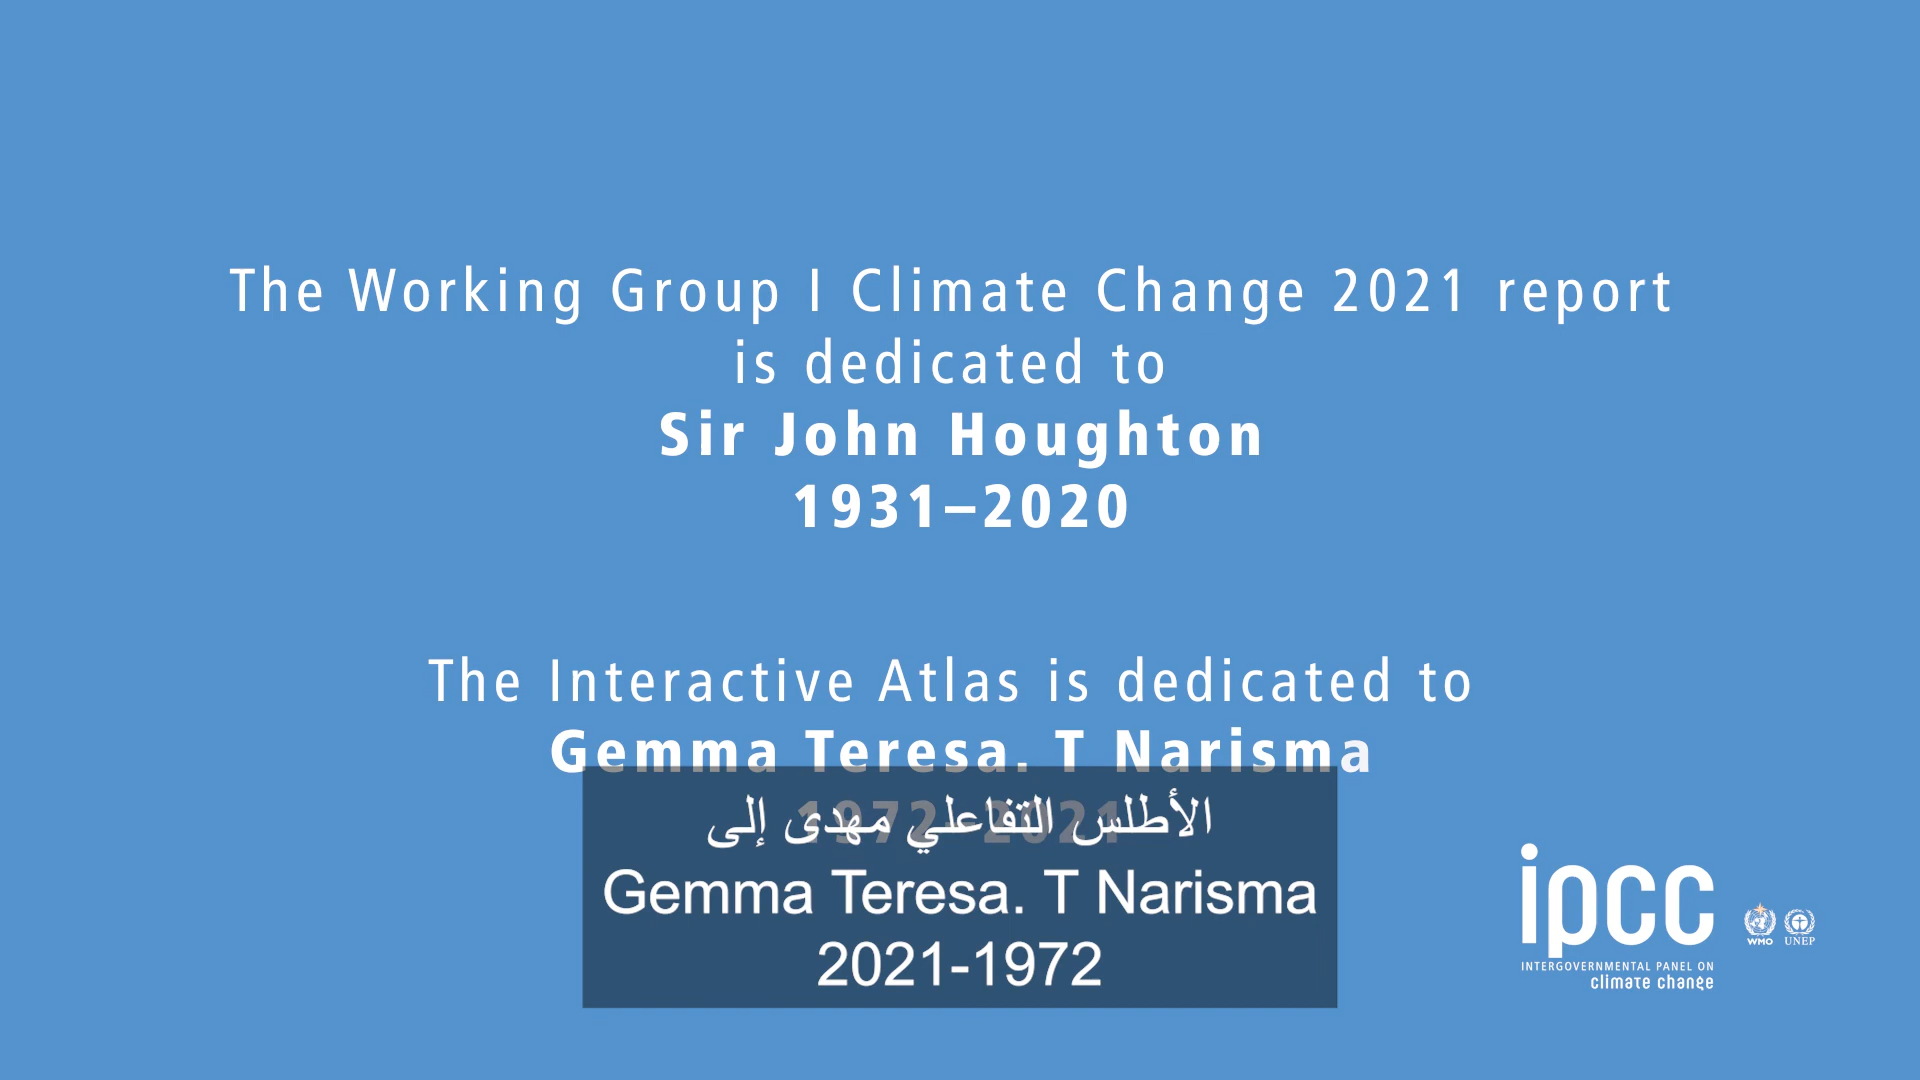 The Working Group I Climate Change 2021 report
is dedicated to
Sir John Houghton
1931–2020
The Interactive Atlas is dedicated to
Gemma Teresa. T Narisma
1972–2021
الأطلس التفاعلي مهدى إلى
Gemma Teresa. T Narisma
2021-1972
ipcc
INTERGOVERNMENTAL PANEL ON
climate change
WMO
UNEP